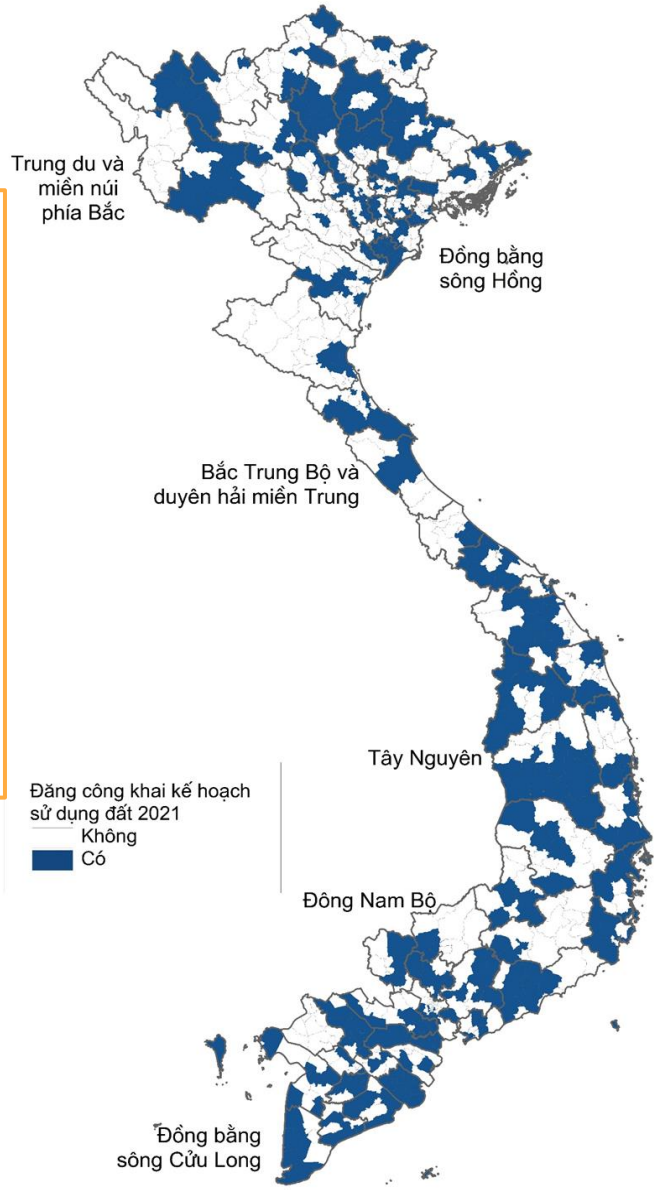 Trung du và
miền núi
phía Bắc
Đồng bằng
sông Hồng
Bắc Trung Bộ và
duyên hải miền Trung
Tây Nguyên
Đăng công khai kế hoạch
sử dụng đất 2021
Không
Có
Đông Nam Bộ
Đồng bằng
sông Cửu Long